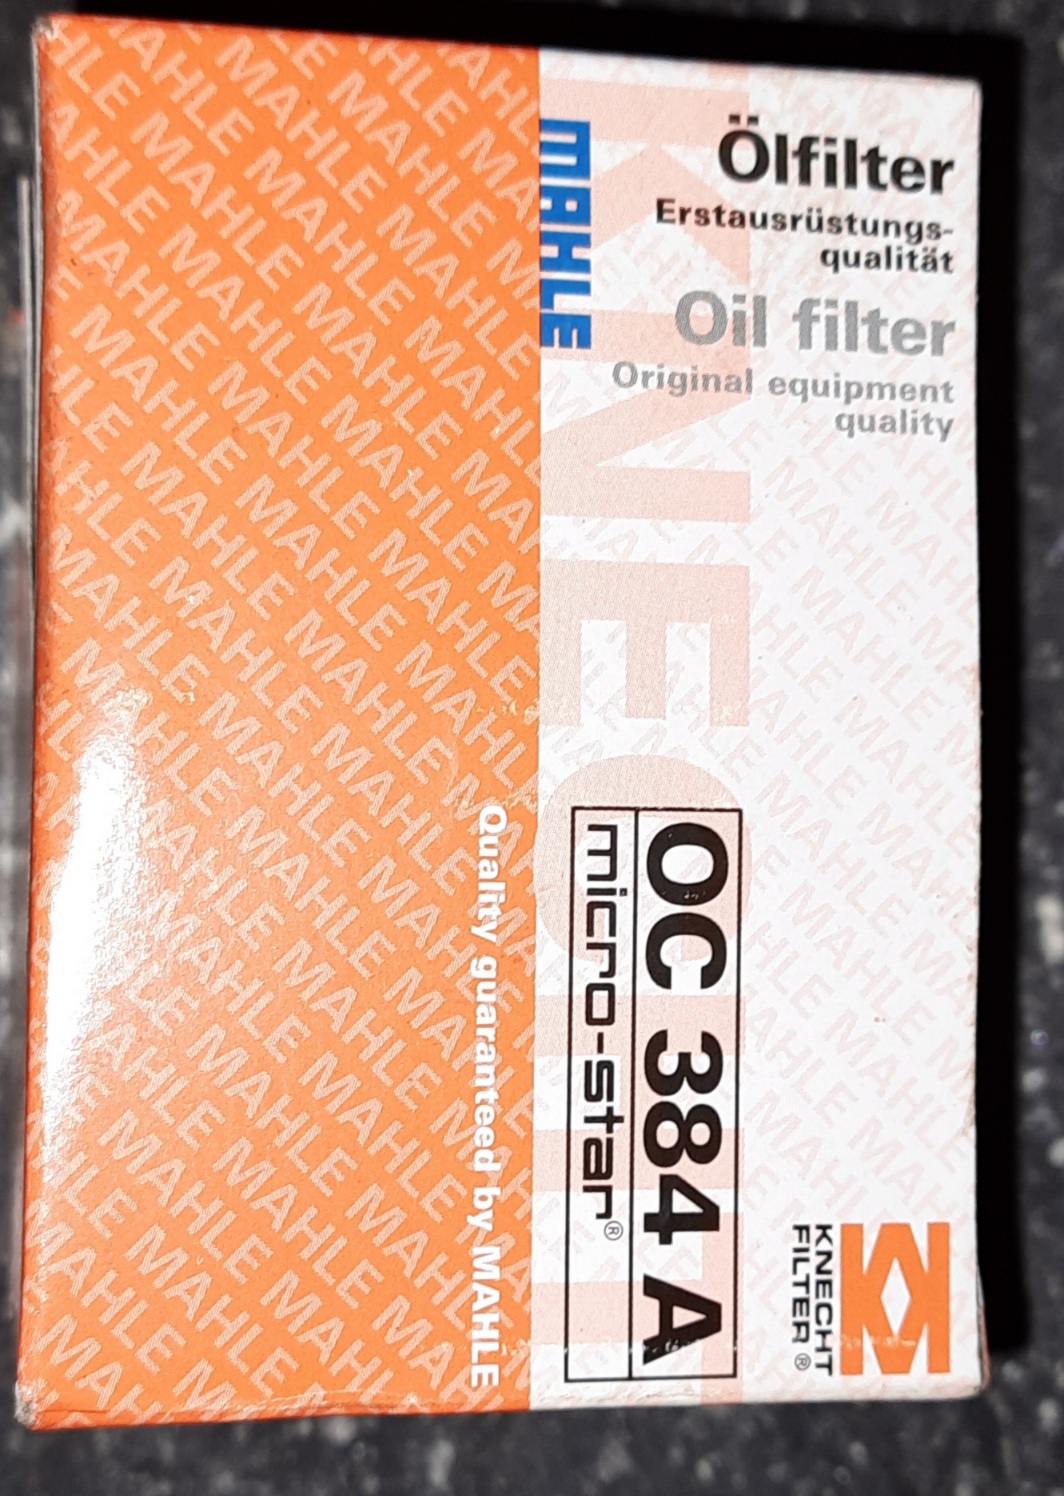 Ölfilter
Erstausrüstungs-
qualität
Oil filter
Original equipment
quality
MAHLE
KNECHT
OC 384 A
micro-star®
Quality guaranteed by MAHLE
KNECHT
FILTER®